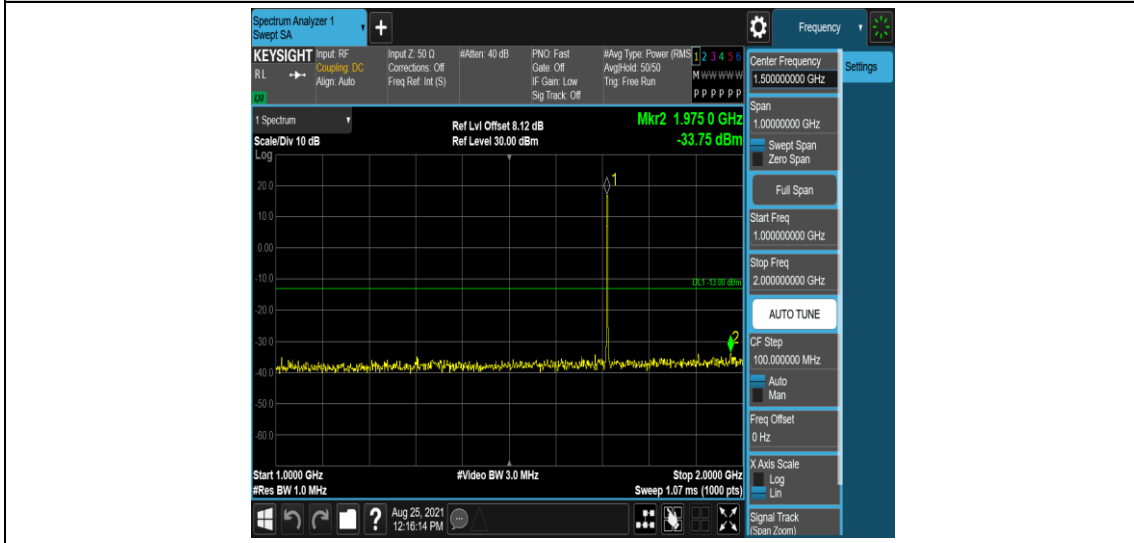 Spectrum Analyzer 1
Swept SA
+
Frequency
KEYSIGHT
RL
Input: RF
Coupling: DC
Align: Auto
Input Z: 50 Ω
Corrections: Off
Freq Ref: Int (S)
#Atten: 40 dB
PNO: Fast
Gate: Off
IF Gain: Low
Sig Track: Off
#Avg Type: Power (RMS
Avg|Hold: 50/50
Trig: Free Run
1 2 3 4 5 6
M W W W W W
P P P P P P
1 Spectrum
Scale/Div 10 dB
Ref Lvl Offset 8.12 dB
Ref Level 30.00 dBm
Mkr2 1.975 0 GHz
-33.75 dBm
Log
20.0
10.0
0.00
-10.0
-20.0
-30.0
-40.0
-50.0
-60.0
1
DL1 -13.00 dBm
2
Start 1.0000 GHz
#Res BW 1.0 MHz
#Video BW 3.0 MHz
Stop 2.0000 GHz
Sweep 1.07 ms (1000 pts)
?
Aug 25, 2021
12:16:14 PM
Center Frequency
1.500000000 GHz
Settings
Span
1.00000000 GHz
Swept Span
Zero Span
Full Span
Start Freq
1.000000000 GHz
Stop Freq
2.000000000 GHz
AUTO TUNE
CF Step
100.000000 MHz
Auto
Man
Freq Offset
0 Hz
X Axis Scale
Log
Lin
Signal Track
(Span Zoom)